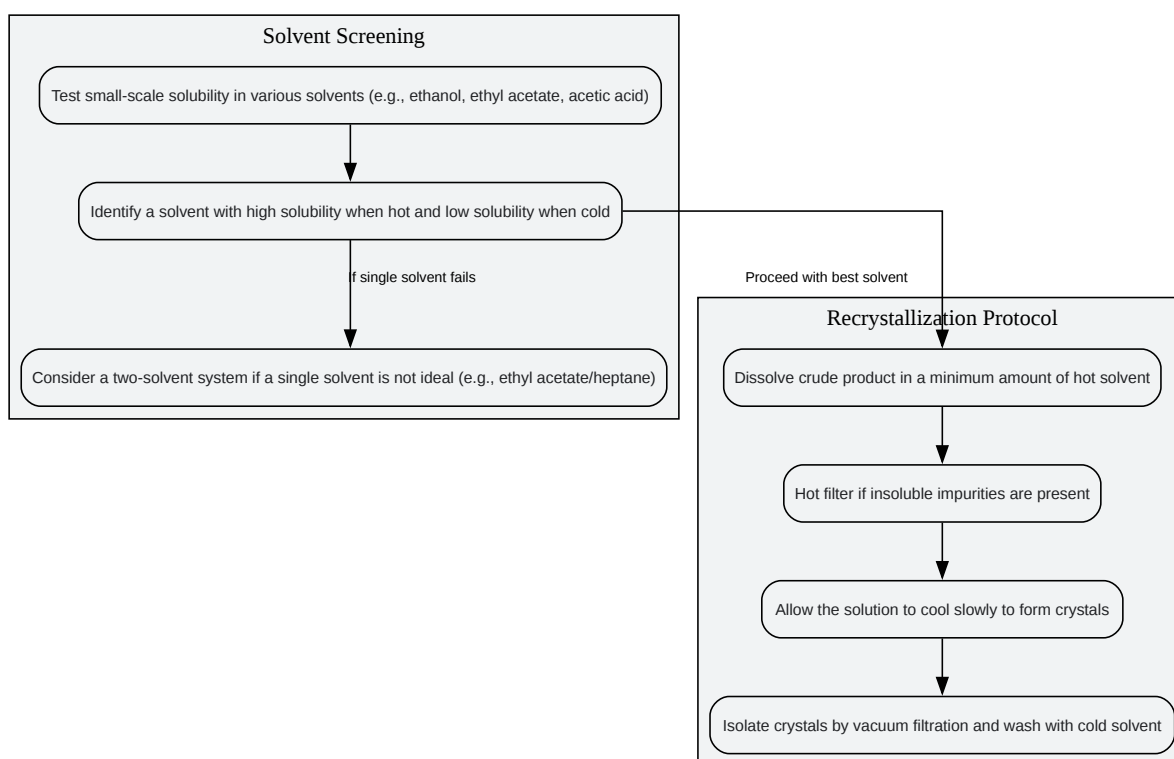 Solvent Screening
Test small-scale solubility in various solvents (e.g., ethanol, ethyl acetate, acetic acid)
Identify a solvent with high solubility when hot and low solubility when cold
If single solvent fails
Consider a two-solvent system if a single solvent is not ideal (e.g., ethyl acetate/heptane)
Proceed with best solvent
Recrystallization Protocol
Dissolve crude product in a minimum amount of hot solvent
Hot filter if insoluble impurities are present
Allow the solution to cool slowly to form crystals
Isolate crystals by vacuum filtration and wash with cold solvent